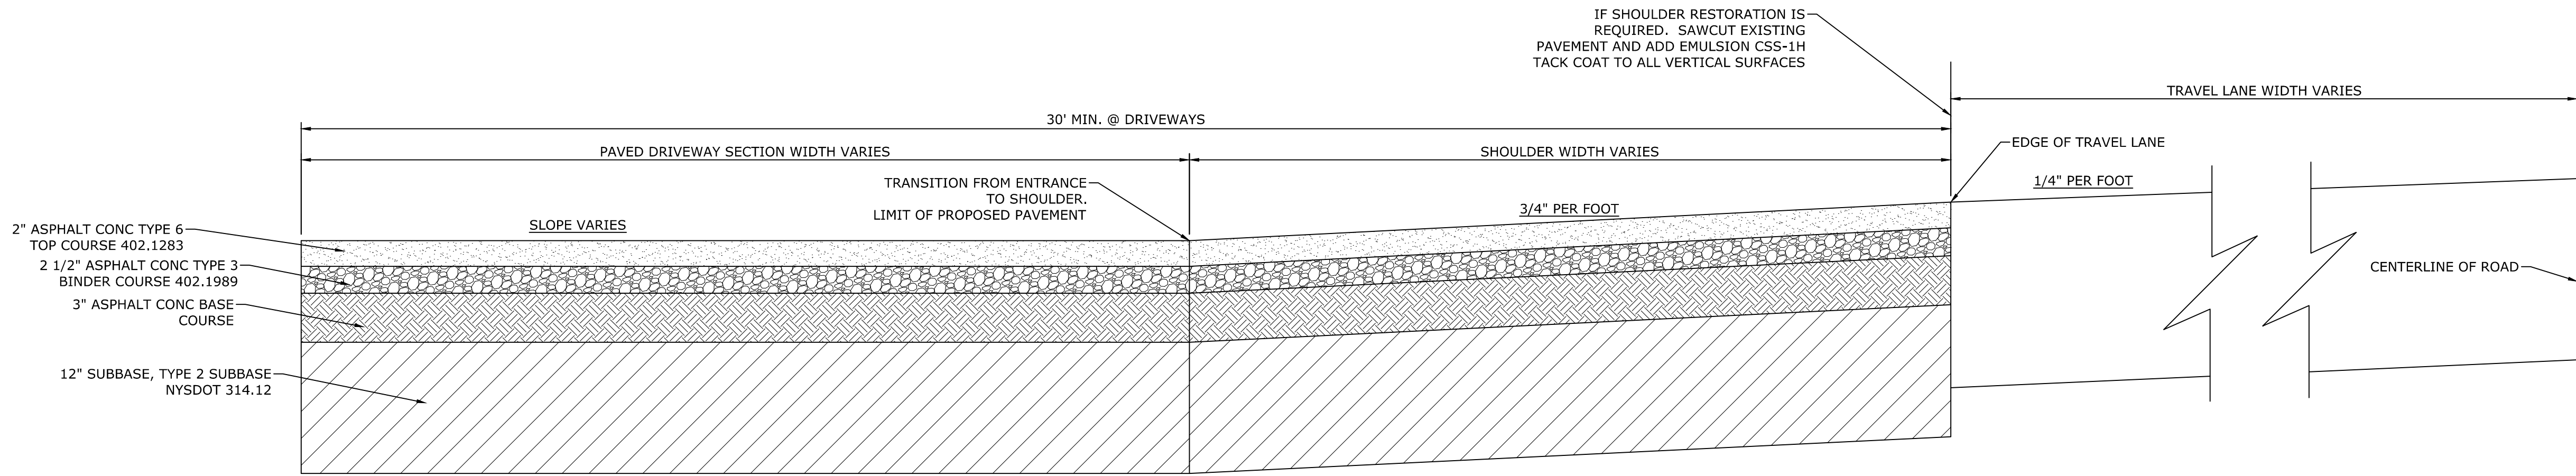 IF SHOULDER RESTORATION IS
REQUIRED. SAWCUT EXISTING
PAVEMENT AND ADD EMULSION CSS-1H
TACK COAT TO ALL VERTICAL SURFACES
TRAVEL LANE WIDTH VARIES
30' MIN. @ DRIVEWAYS
PAVED DRIVEWAY SECTION WIDTH VARIES
SHOULDER WIDTH VARIES
EDGE OF TRAVEL LANE
TRANSITION FROM ENTRANCE
TO SHOULDER.
LIMIT OF PROPOSED PAVEMENT
1/4" PER FOOT
3/4" PER FOOT
SLOPE VARIES
2" ASPHALT CONC TYPE 6
TOP COURSE 402.1283
2 1/2" ASPHALT CONC TYPE 3
BINDER COURSE 402.1989
3" ASPHALT CONC BASE
COURSE
CENTERLINE OF ROAD
12" SUBBASE, TYPE 2 SUBBASE
NYSDOT 314.12